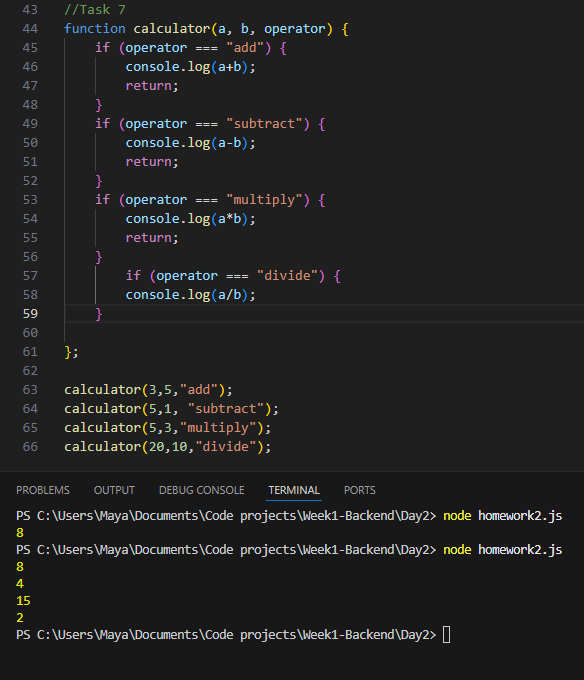 43 //Task 7
44 function calculator(a, b, operator) {
45     if (operator === "add") {
46         console.log(a+b);
47         return;
48     }
49     if (operator === "subtract") {
50         console.log(a-b);
51         return;
52     }
53     if (operator === "multiply") {
54         console.log(a*b);
55         return;
56     }
57         if (operator === "divide") {
58         console.log(a/b);
59     }
60
61 };
62
63 calculator(3,5,"add");
64 calculator(5,1, "subtract");
65 calculator(5,3,"multiply");
66 calculator(20,10,"divide");
PROBLEMS OUTPUT DEBUG CONSOLE TERMINAL PORTS
PS C:\Users\Maya\Documents\Code projects\Week1-Backend\Day2> node homework2.js
8
PS C:\Users\Maya\Documents\Code projects\Week1-Backend\Day2> node homework2.js
8
4
15
2
PS C:\Users\Maya\Documents\Code projects\Week1-Backend\Day2>